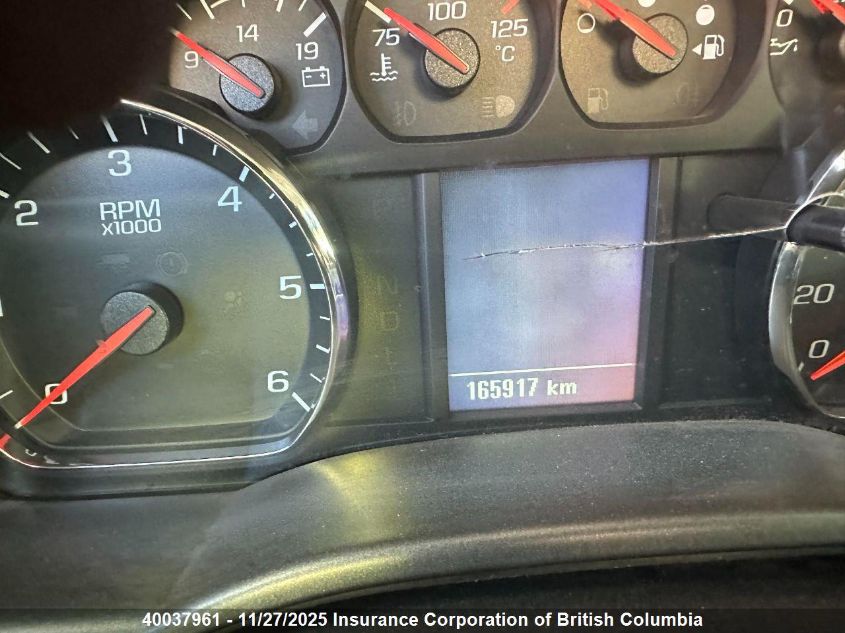 9 14 19
75 100 125
°C
0
3
2 4
RPM
x1000
5
6
0
N
D
20
0
165917 km
40037961 - 11/27/2025 Insurance Corporation of British Columbia